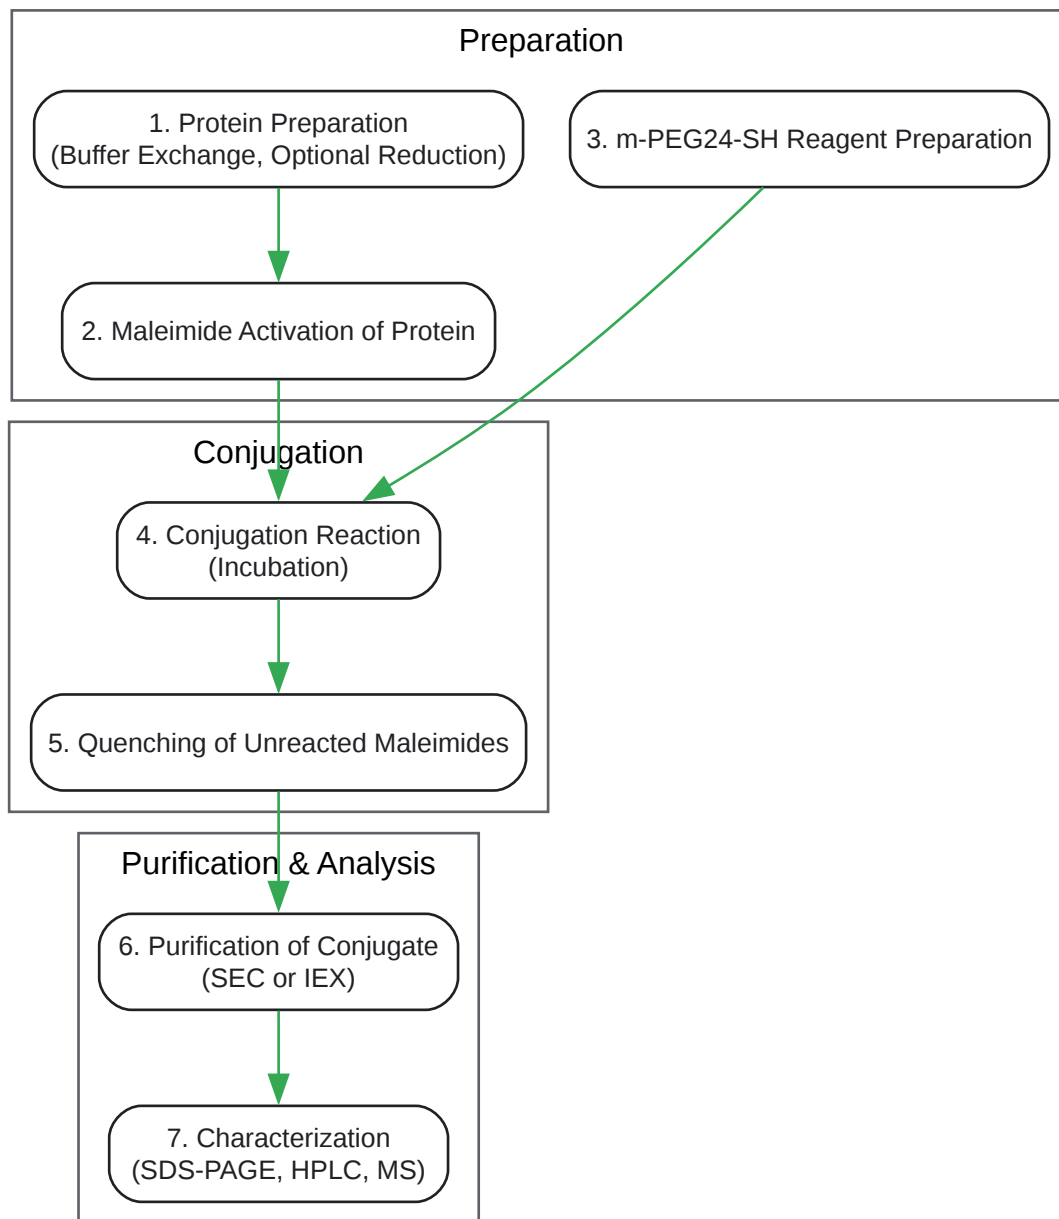 Preparation
1. Protein Preparation
(Buffer Exchange, Optional Reduction)
3. m-PEG24-SH Reagent Preparation
2. Maleimide Activation of Protein
Conjugation
4. Conjugation Reaction
(Incubation)
5. Quenching of Unreacted Maleimides
Purification & Analysis
6. Purification of Conjugate
(SEC or IEX)
7. Characterization
(SDS-PAGE, HPLC, MS)